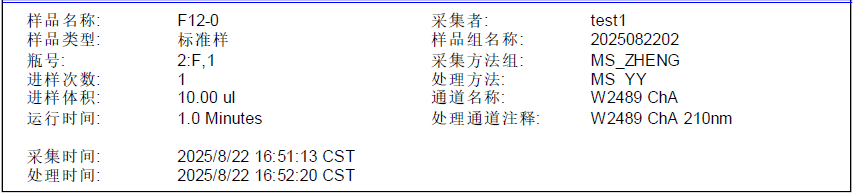 样品名称: F12-0 采集者: test1
样品类型: 标准样 样品组名称: 2025082202
瓶号: 2:F,1 采集方法组: MS_ZHENG
进样次数: 1 处理方法: MS_YY
进样体积: 10.00 ul 通道名称: W2489 ChA
运行时间: 1.0 Minutes 处理通道注释: W2489 ChA 210nm
采集时间: 2025/8/22 16:51:13 CST
处理时间: 2025/8/22 16:52:20 CST